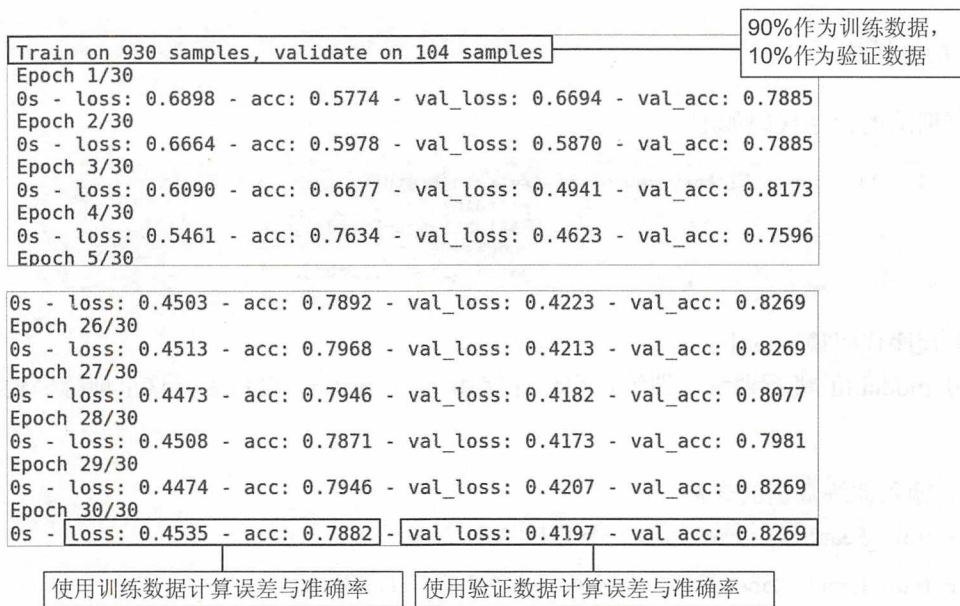 90%作为训练数据，
10%作为验证数据
Train on 930 samples, validate on 104 samples
Epoch 1/30
0s - loss: 0.6898 - acc: 0.5774 - val_loss: 0.6694 - val_acc: 0.7885
Epoch 2/30
0s - loss: 0.6664 - acc: 0.5978 - val_loss: 0.5870 - val_acc: 0.7885
Epoch 3/30
0s - loss: 0.6090 - acc: 0.6677 - val_loss: 0.4941 - val_acc: 0.8173
Epoch 4/30
0s - loss: 0.5461 - acc: 0.7634 - val_loss: 0.4623 - val_acc: 0.7596
Epoch 5/30
0s - loss: 0.4503 - acc: 0.7892 - val_loss: 0.4223 - val_acc: 0.8269
Epoch 26/30
0s - loss: 0.4513 - acc: 0.7968 - val_loss: 0.4213 - val_acc: 0.8269
Epoch 27/30
0s - loss: 0.4473 - acc: 0.7946 - val_loss: 0.4182 - val_acc: 0.8077
Epoch 28/30
0s - loss: 0.4508 - acc: 0.7871 - val_loss: 0.4173 - val_acc: 0.7981
Epoch 29/30
0s - loss: 0.4474 - acc: 0.7946 - val_loss: 0.4207 - val_acc: 0.8269
Epoch 30/30
0s - loss: 0.4535 - acc: 0.7882 - val_loss: 0.4197 - val_acc: 0.8269
使用训练数据计算误差与准确率
使用验证数据计算误差与准确率